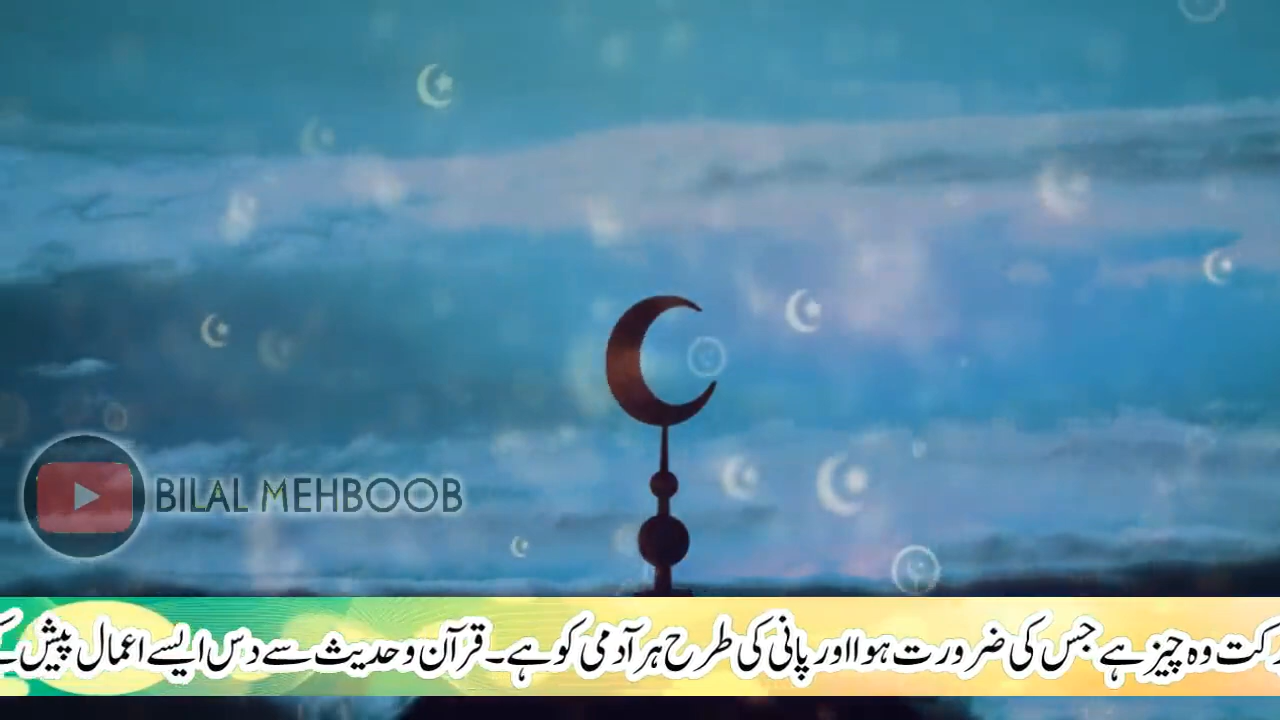 BILAL MEHBOOB
وہ چیز ہے جس کی ضرورت ہوا اور پانی کی طرح ہر آدمی کو ہے۔ قرآن و حدیث سے دس ایسے اعمال پیش